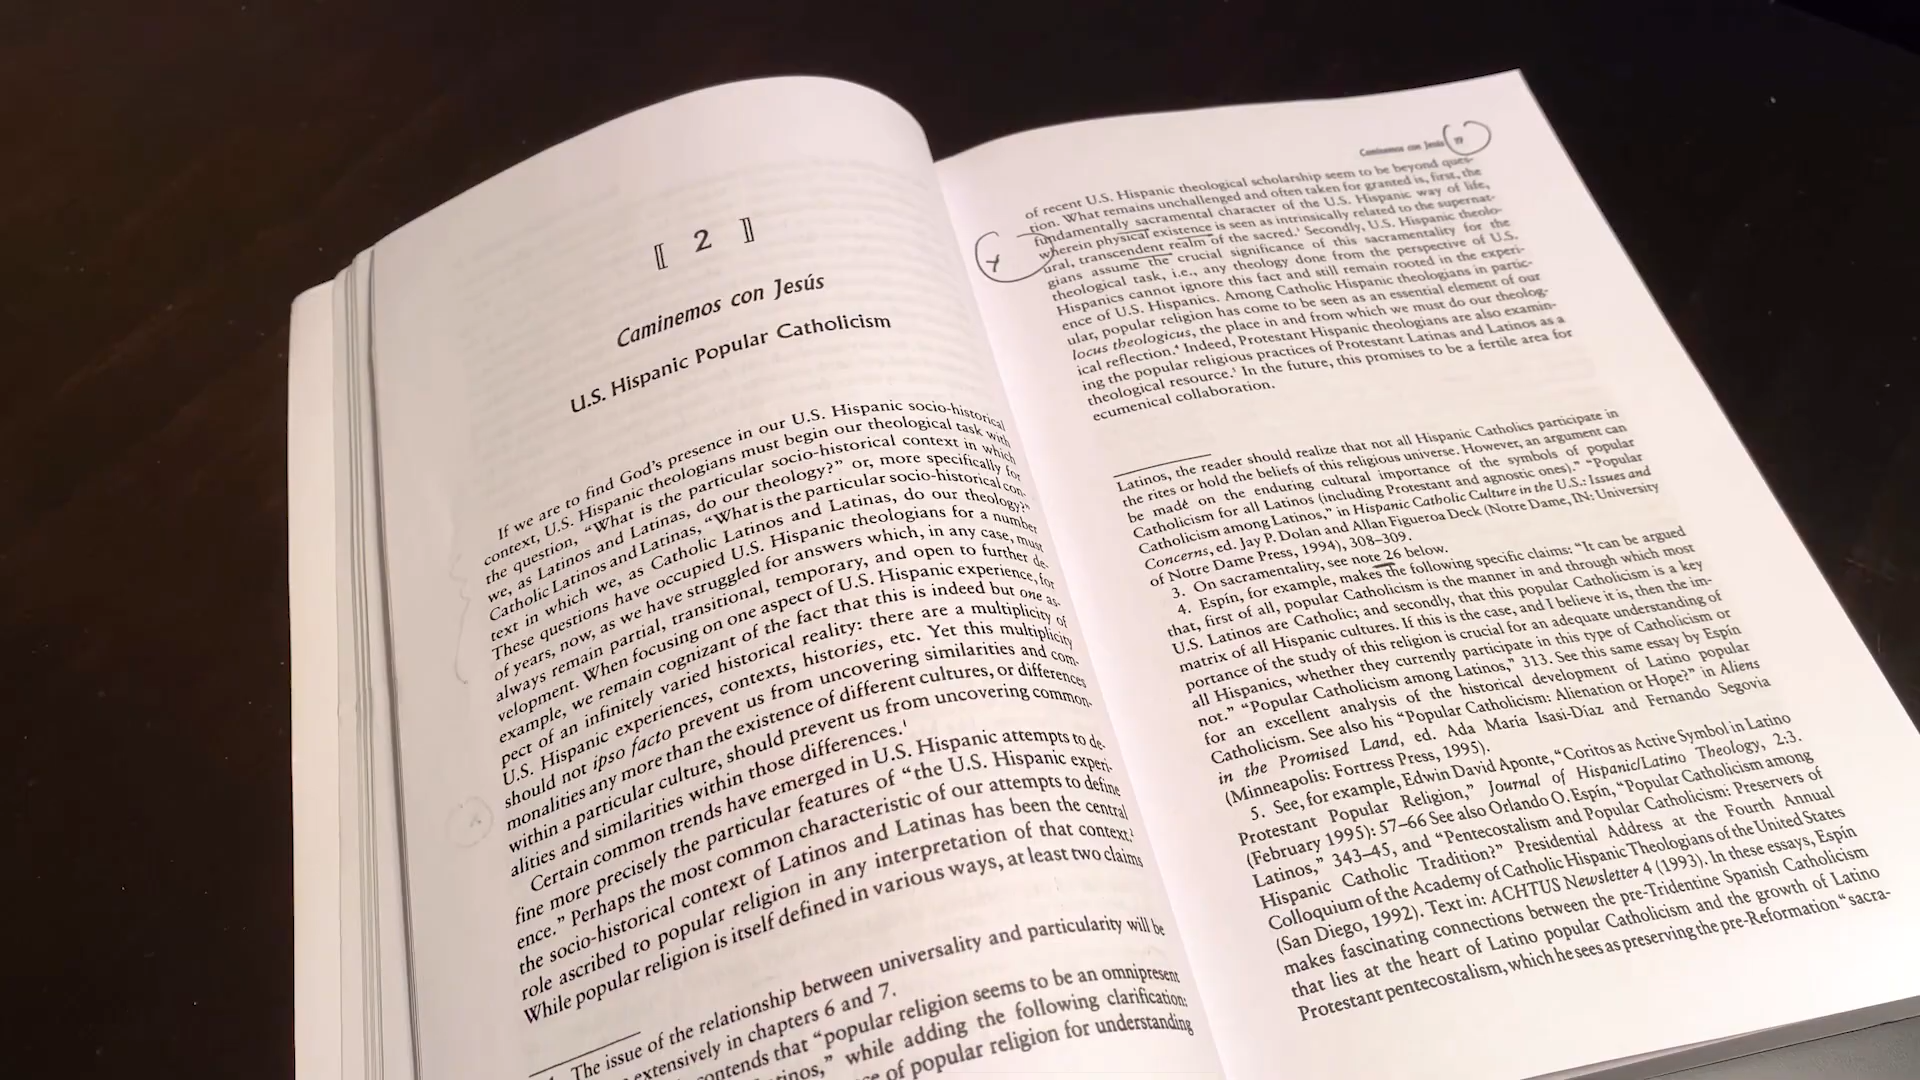 [ 2 ]
Caminemos con Jesús
U.S. Hispanic Popular Catholicism
If we are to find God's presence in our U.S. Hispanic socio-historical
context, U.S. Hispanic theologians must begin our theological task with
the question, "What is the particular socio-historical context in which
we, as Latinos and Latinas, do our theology?" or, more specifically for
Catholic Latinos and Latinas, "What is the particular socio-historical con-
text in which we, as Catholic Latinos and Latinas, do our theology?"
These questions have occupied U.S. Hispanic theologians for a number
of years, now, as we have struggled for answers which, in any case, must
always remain partial, transitional, temporary, and open to further de-
velopment. When focusing on one aspect of U.S. Hispanic experience, for
example, we remain cognizant of the fact that this is indeed but one as-
pect of an infinitely varied historical reality: there are a multiplicity of
U.S. Hispanic experiences, contexts, histories, etc. Yet this multiplicity
should not ipso facto prevent us from uncovering similarities and com-
monalities any more than the existence of different cultures, or differences
within a particular culture, should prevent us from uncovering common-
alities and similarities within those differences.¹
Certain common trends have emerged in U.S. Hispanic attempts to de-
fine more precisely the particular features of "the U.S. Hispanic experi-
ence." Perhaps the most common characteristic of our attempts to define
the socio-historical context of Latinos and Latinas has been the central
role ascribed to popular religion in any interpretation of that context.²
While popular religion is itself defined in various ways, at least two claims
The issue of the relationship between universality and particularity will be
extensively in chapters 6 and 7.
contends that "popular religion seems to be an omnipresent
" while adding the following clarification:
of popular religion for understanding
Caminemos con Jesús
of recent U.S. Hispanic theological scholarship seem to be beyond ques-
tion. What remains unchallenged and often taken for granted is, first, the
fundamentally sacramental character of the U.S. Hispanic way of life,
wherein physical existence is seen as intrinsically related to the supernat-
ural, transcendent realm of the sacred.³ Secondly, U.S. Hispanic theolo-
gians assume the crucial significance of this sacramentality for the
theological task, i.e., any theology done from the perspective of U.S.
Hispanics cannot ignore this fact and still remain rooted in the experi-
ence of U.S. Hispanics. Among Catholic Hispanic theologians in partic-
ular, popular religion has come to be seen as an essential element of our
locus theologicus, the place in and from which we must do our theolog-
ical reflection.⁴ Indeed, Protestant Hispanic theologians are also examin-
ing the popular religious practices of Protestant Latinas and Latinos as a
theological resource.⁵ In the future, this promises to be a fertile area for
ecumenical collaboration.
Latinos, the reader should realize that not all Hispanic Catholics participate in
the rites or hold the beliefs of this religious universe. However, an argument can
be made on the enduring cultural importance of the symbols of popular
Catholicism for all Latinos (including Protestant and agnostic ones)." "Popular
Catholicism among Latinos," in Hispanic Catholic Culture in the U.S.: Issues and
Concerns, ed. Jay P. Dolan and Allan Figueroa Deck (Notre Dame, IN: University
of Notre Dame Press, 1994), 308–309.
3. On sacramentality, see note 26 below.
4. Espín, for example, makes the following specific claims: "It can be argued
that, first of all, popular Catholicism is the manner in and through which most
U.S. Latinos are Catholic; and secondly, that this popular Catholicism is a key
matrix of all Hispanic cultures. If this is the case, and I believe it is, then the im-
portance of the study of this religion is crucial for an adequate understanding of
all Hispanics, whether they currently participate in this type of Catholicism or
not." "Popular Catholicism among Latinos," 313. See this same essay by Espín
for an excellent analysis of the historical development of Latino popular
Catholicism. See also his "Popular Catholicism: Alienation or Hope?" in Aliens
in the Promised Land, ed. Ada María Isasi-Díaz and Fernando Segovia
(Minneapolis: Fortress Press, 1995).
5. See, for example, Edwin David Aponte, "Coritos as Active Symbol in Latino
Protestant Popular Religion," Journal of Hispanic/Latino Theology, 2:3.
(February 1995): 57–66 See also Orlando O. Espín, "Popular Catholicism among
Latinos," 343–45, and "Pentecostalism and Popular Catholicism: Preservers of
Hispanic Catholic Tradition?" Presidential Address at the Fourth Annual
Colloquium of the Academy of Catholic Hispanic Theologians of the United States
(San Diego, 1992). Text in: ACHTUS Newsletter 4 (1993). In these essays, Espín
makes fascinating connections between the pre-Tridentine Spanish Catholicism
that lies at the heart of Latino popular Catholicism and the growth of Latino
Protestant pentecostalism, which he sees as preserving the pre-Reformation "sacra-